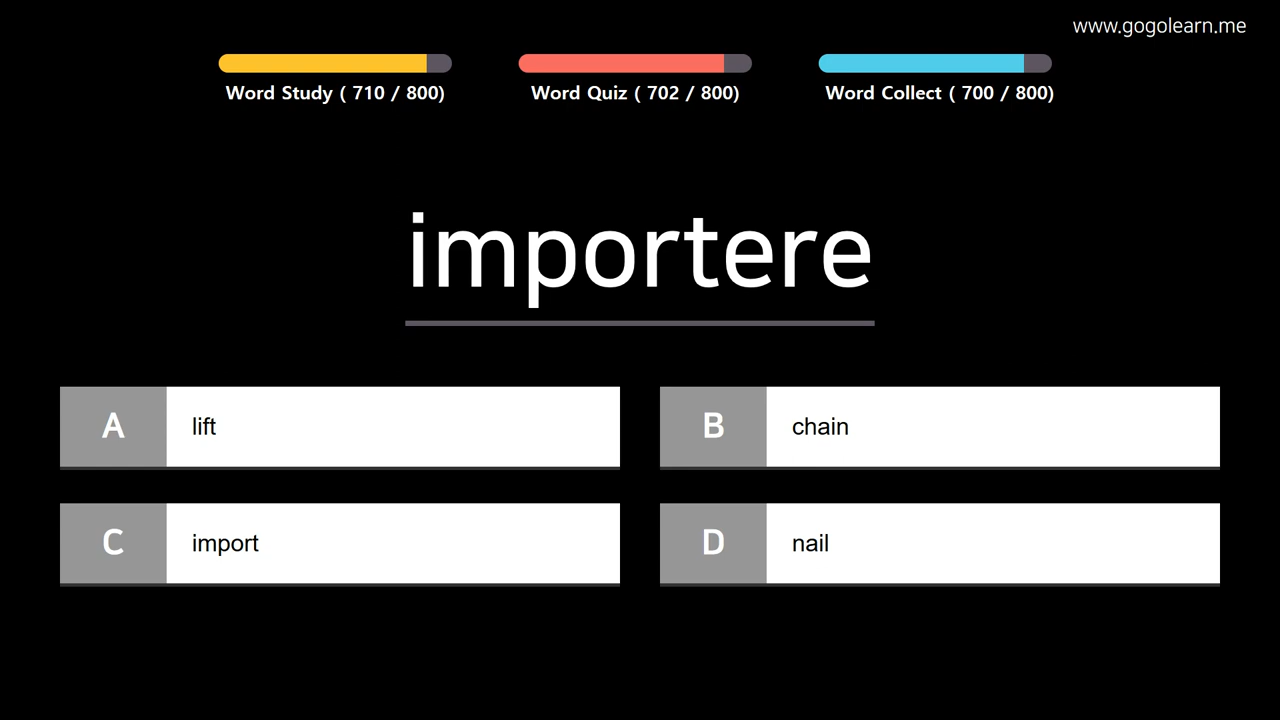 www.gogolearn.me
Word Study ( 710 / 800)
Word Quiz ( 702 / 800)
Word Collect ( 700 / 800)
importere
A lift
B chain
C import
D nail